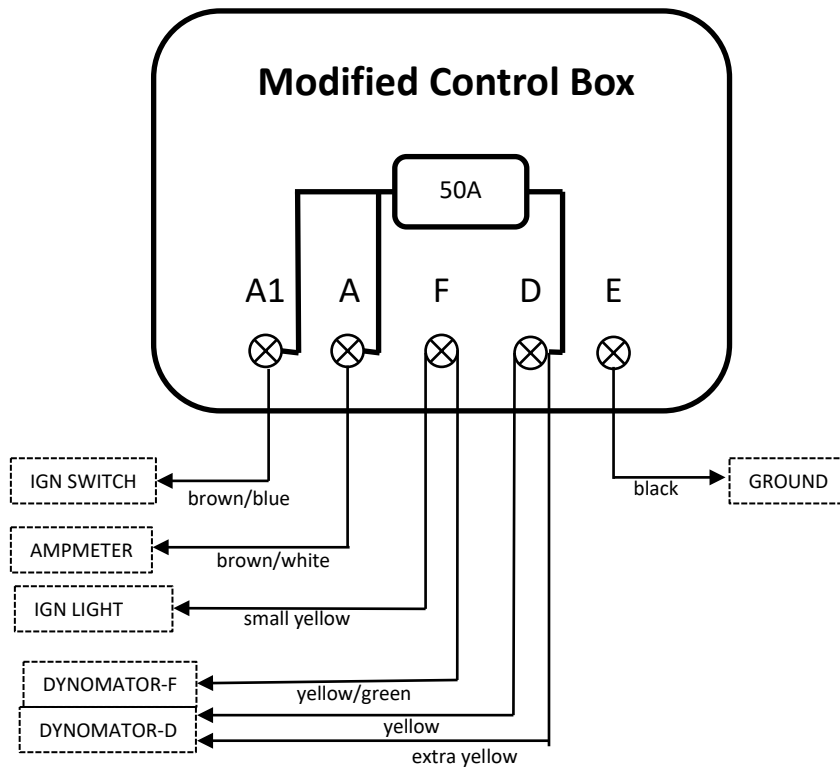 Modified Control Box
50A
A1 A F D E
IGN SWITCH
brown/blue
black
GROUND
AMPMETER
brown/white
IGN LIGHT
small yellow
DYNOMATOR-F
yellow/green
DYNOMATOR-D
yellow
extra yellow